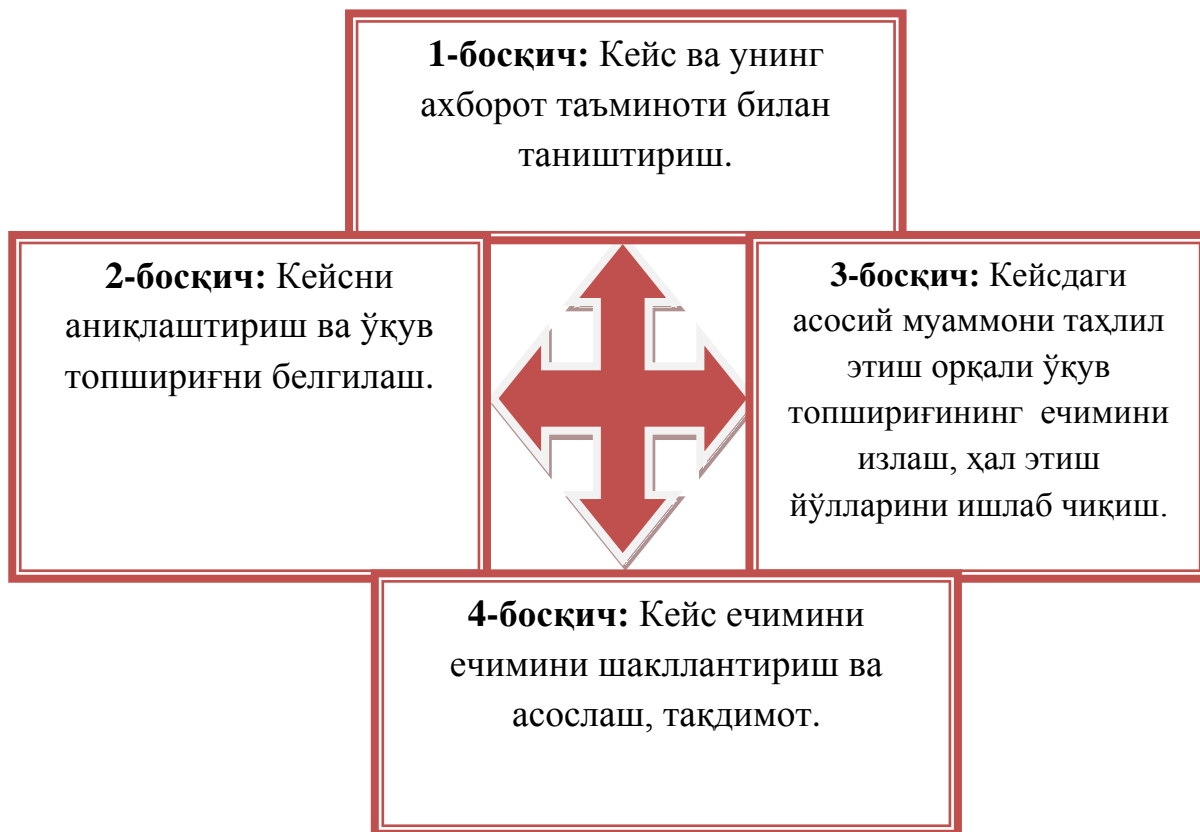 1-босқич: Кейс ва унинг
ахборот таъминоти билан
таништириш.
2-босқич: Кейсни
аниқлаштириш ва ўқув
топшириғни белгилаш.
3-босқич: Кейсдаги
асосий муаммони таҳлил
этиш орқали ўқув
топшириғининг ечимини
излаш, ҳал этиш
йўлларини ишлаб чиқиш.
4-босқич: Кейс ечимини
ечимини шакллантириш ва
асослаш, тақдимот.